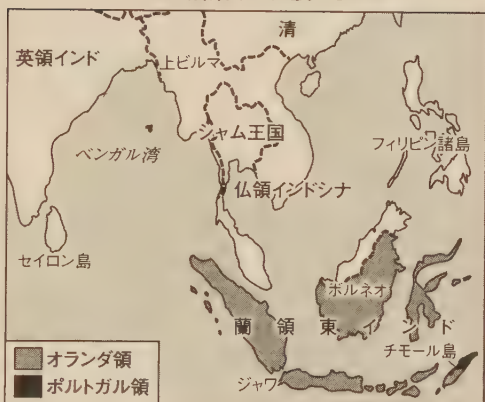 清
英領インド
上ビルマ
シャム王国
ベンガル湾
フィリピン諸島
仏領インドシナ
セイロン島
ボルネオ
蘭領東インド
チモール島
オランダ領
ポルトガル領
ジャワ